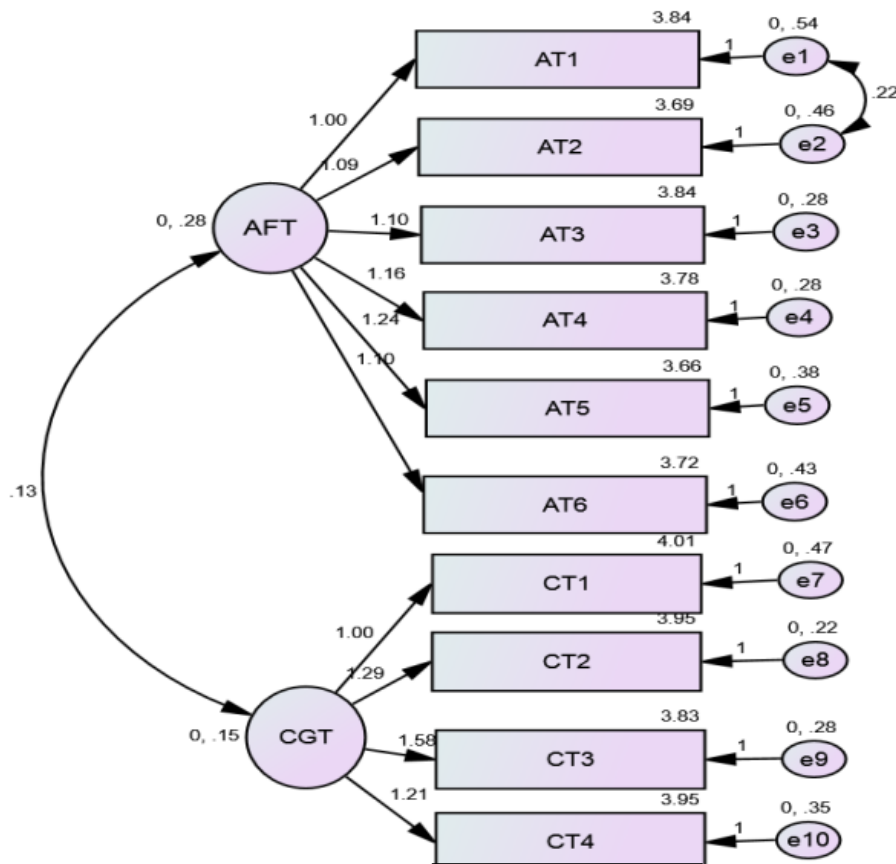 3.84
0, .54
AT1
1
e1
.22
1.00
3.69
0, .46
AT2
1
e2
1.09
3.84
0, .28
0, .28
AFT
1.10
AT3
1
e3
3.78
0, .28
1.16
AT4
1
e4
1.24
3.66
0, .38
1.10
AT5
1
e5
3.72
0, .43
.13
AT6
1
e6
4.01
0, .47
CT1
1
e7
1.00
3.95
0, .22
CT2
1
e8
1.29
3.83
0, .28
0, .15
CGT
1.58
CT3
1
e9
3.95
0, .35
1.21
CT4
1
e10